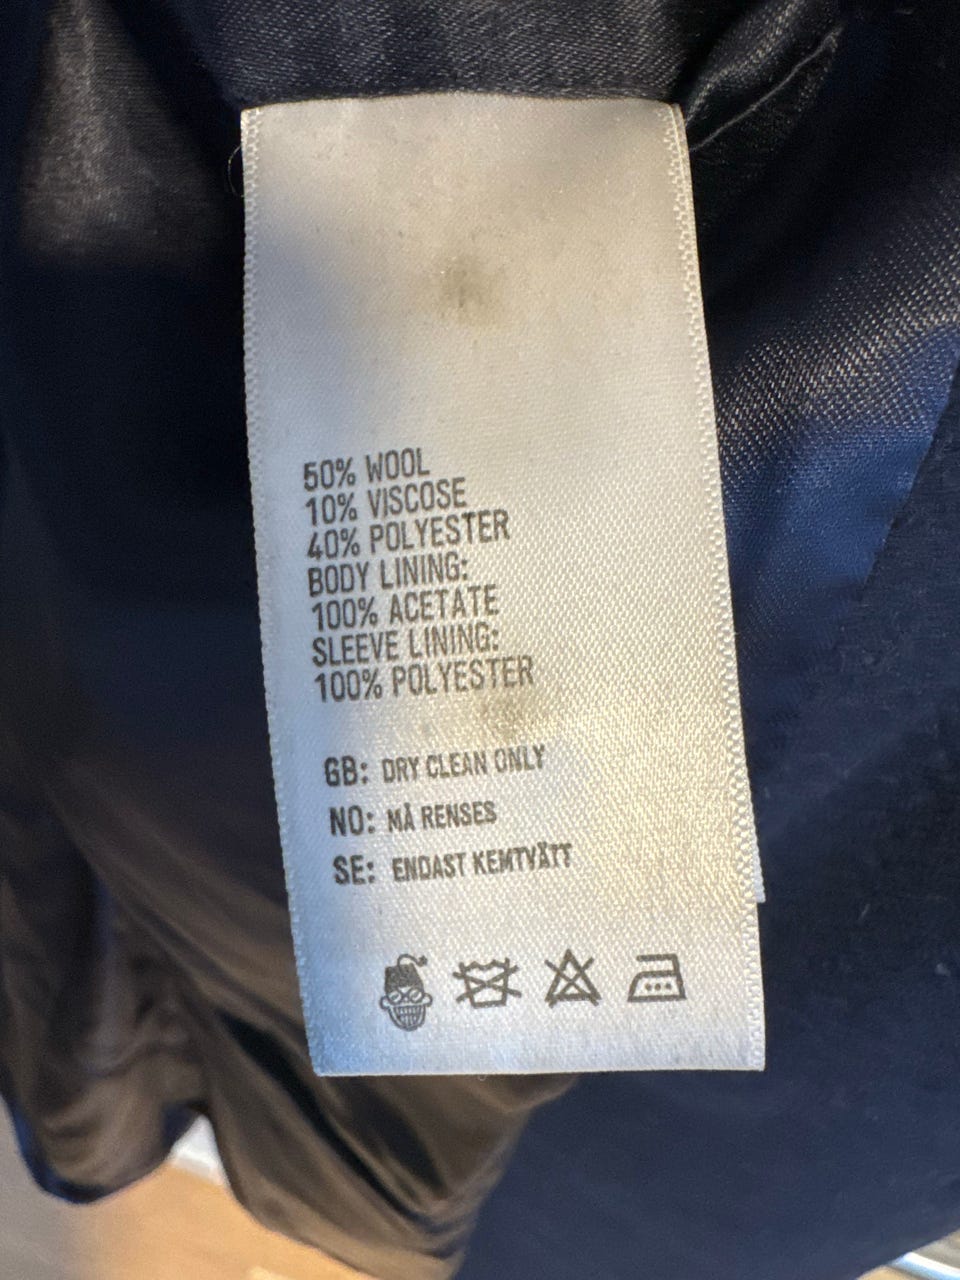 50% WOOL
10% VISCOSE
40% POLYESTER
BODY LINING:
100% ACETATE
SLEEVE LINING:
100% POLYESTER
GB: DRY CLEAN ONLY
NO: MÅ RENSES
SE: ENDAST KEMTVÄTT